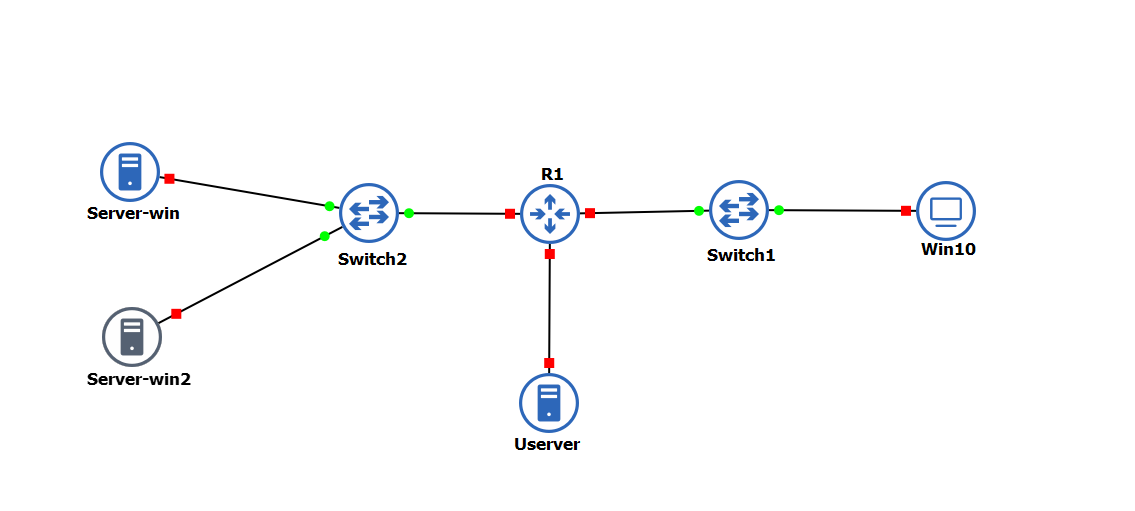 Server-win
Switch2
R1
Switch1
Win10
Server-win2
Userver